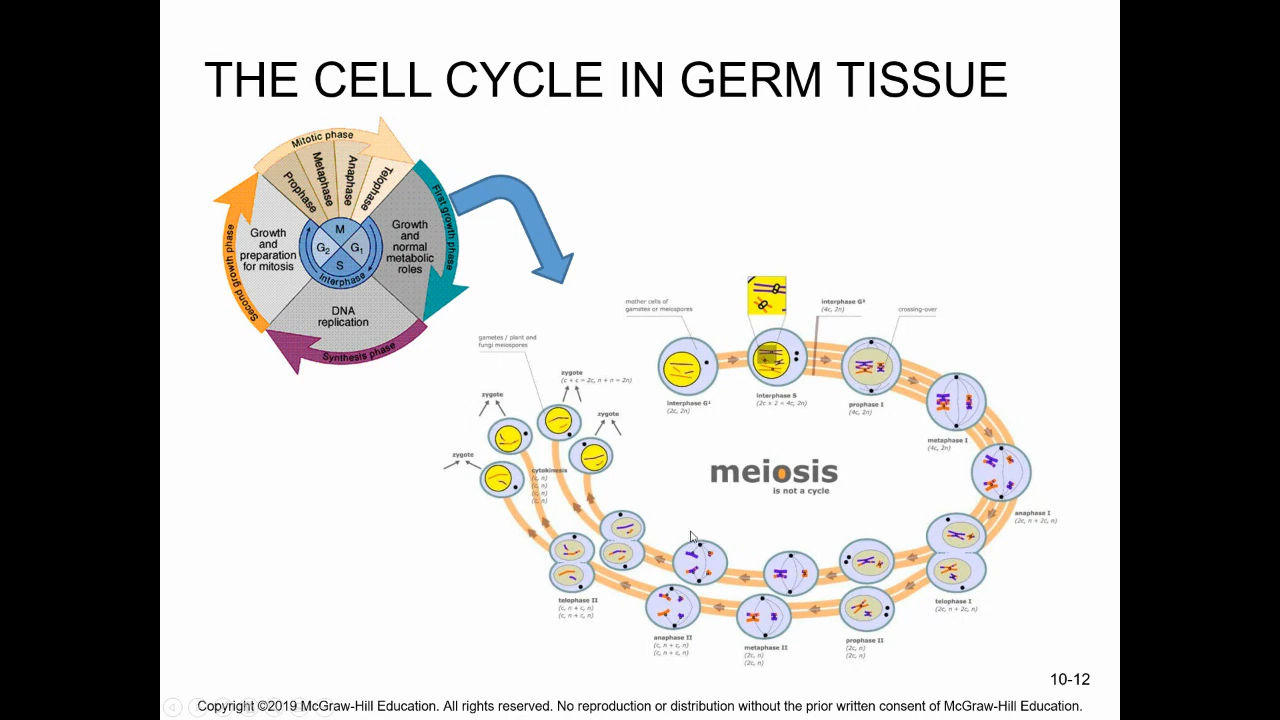 THE CELL CYCLE IN GERM TISSUE
Mitotic phase
Prophase
Metaphase
Anaphase
Telophase
First growth phase
Second growth phase
Growth
and
preparation
for mitosis
M
G2
G1
S
Interphase
Growth
and
normal
metabolic
roles
DNA
replication
Synthesis phase
mother cells of
gametes or meiospores
interphase G²
(4c, 2n)
crossing-over
gametes / plant and
fungi meiospores
interphase G¹
(2c, 2n)
interphase S
(2c × 2 = 4c, 2n)
prophase I
(4c, 2n)
metaphase I
(4c, 2n)
zygote
(c + c = 2c, n + n = 2n)
zygote
zygote
zygote
cytokinesis
(c, n)
(c, n)
(c, n)
(c, n)
meiosis
is not a cycle
anaphase I
(2c, n + 2c, n)
telophase I
(2c, n + 2c, n)
telophase II
(c, n + c, n)
(c, n + c, n)
anaphase II
(c, n + c, n)
(c, n + c, n)
metaphase II
(2c, n)
(2c, n)
prophase II
(2c, n)
(2c, n)
10-12
Copyright ©2019 McGraw-Hill Education. All rights reserved. No reproduction or distribution without the prior written consent of McGraw-Hill Education.